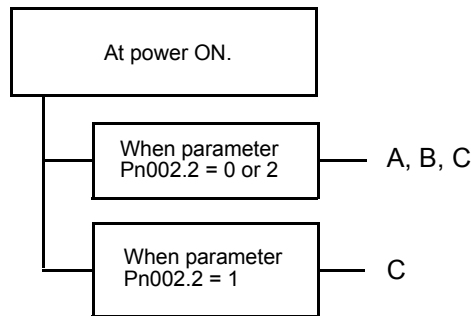 At power ON.
When parameter
Pn002.2 = 0 or 2
A, B, C
When parameter
Pn002.2 = 1
C